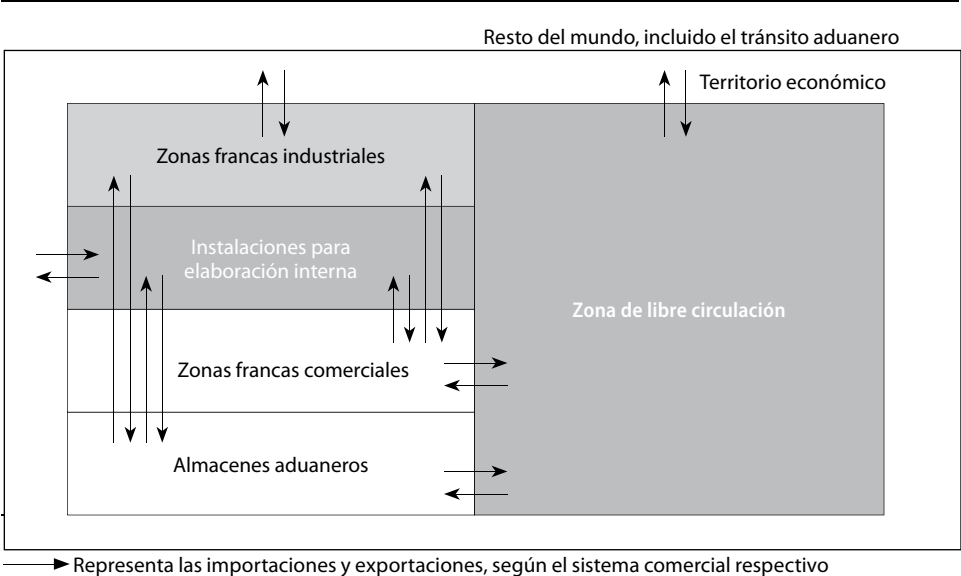 Resto del mundo, incluido el tránsito aduanero
Territorio económico
Zonas francas industriales
Instalaciones para
elaboración interna
Zona de libre circulación
Zonas francas comerciales
Almacenes aduaneros
Representa las importaciones y exportaciones, según el sistema comercial respectivo